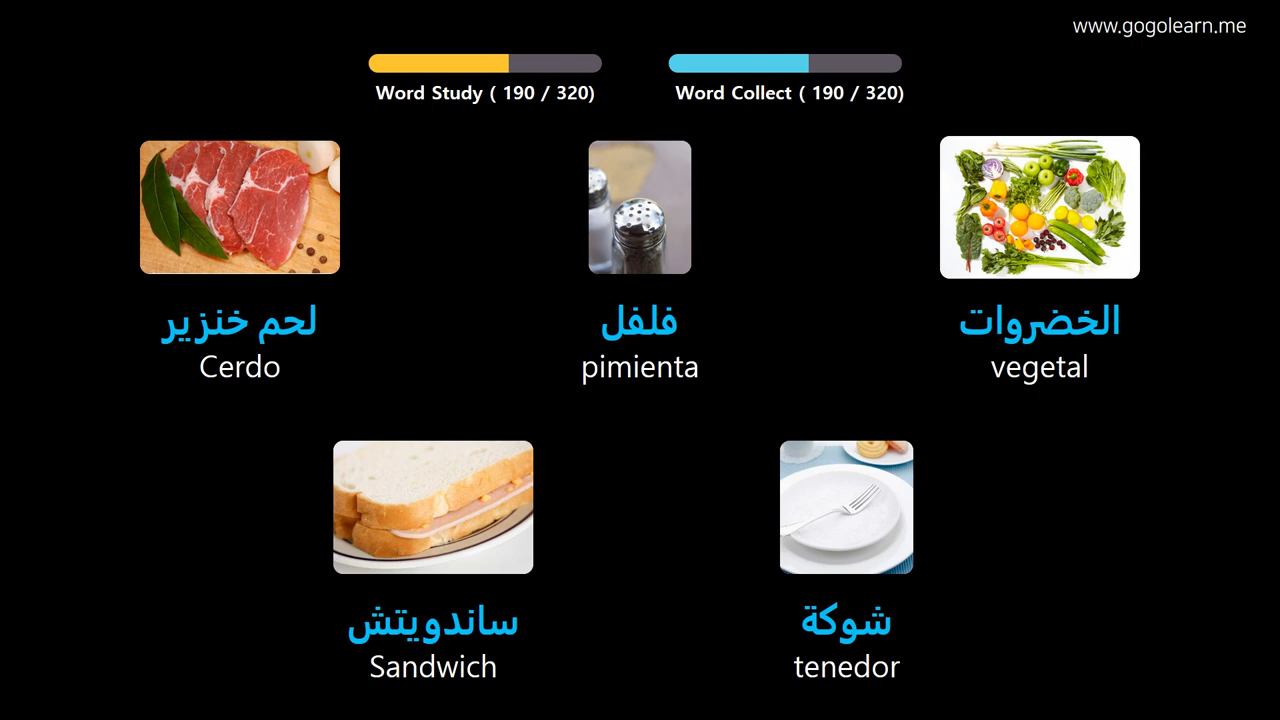 www.gogolearn.me
Word Study ( 190 / 320)
Word Collect ( 190 / 320)
لحم خنزير
Cerdo
فلفل
pimienta
الخضروات
vegetal
ساندويتش
Sandwich
شوكة
tenedor